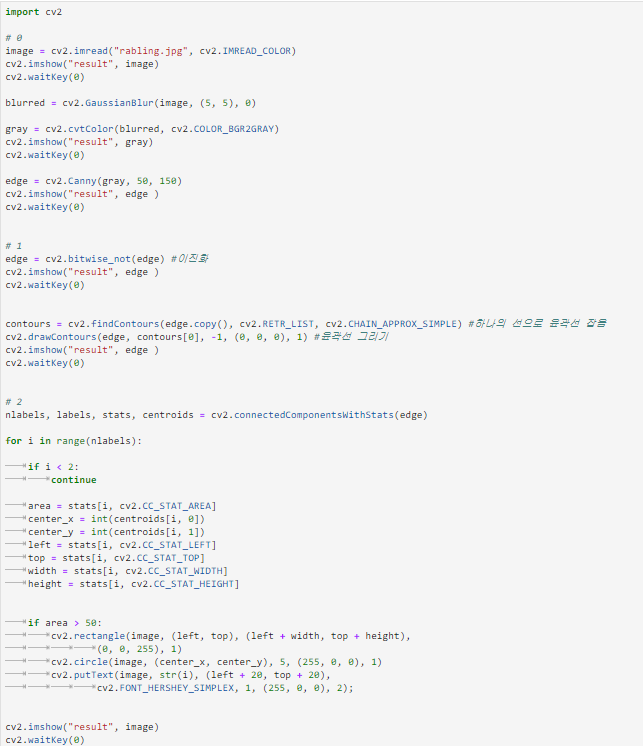 import cv2
# 0
image = cv2.imread("rabling.jpg", cv2.IMREAD_COLOR)
cv2.imshow("result", image)
cv2.waitKey(0)
blurred = cv2.GaussianBlur(image, (5, 5), 0)
gray = cv2.cvtColor(blurred, cv2.COLOR_BGR2GRAY)
cv2.imshow("result", gray)
cv2.waitKey(0)
edge = cv2.Canny(gray, 50, 150)
cv2.imshow("result", edge )
cv2.waitKey(0)
# 1
edge = cv2.bitwise_not(edge) #이진화
cv2.imshow("result", edge )
cv2.waitKey(0)
contours = cv2.findContours(edge.copy(), cv2.RETR_LIST, cv2.CHAIN_APPROX_SIMPLE) #하나의 선으로 윤곽선 잡음
cv2.drawContours(edge, contours[0], -1, (0, 0, 0), 1) #윤곽선 그리기
cv2.imshow("result", edge )
cv2.waitKey(0)
# 2
nlabels, labels, stats, centroids = cv2.connectedComponentsWithStats(edge)
for i in range(nlabels):
if i < 2:
continue
area = stats[i, cv2.CC_STAT_AREA]
center_x = int(centroids[i, 0])
center_y = int(centroids[i, 1])
left = stats[i, cv2.CC_STAT_LEFT]
top = stats[i, cv2.CC_STAT_TOP]
width = stats[i, cv2.CC_STAT_WIDTH]
height = stats[i, cv2.CC_STAT_HEIGHT]
if area > 50:
cv2.rectangle(image, (left, top), (left + width, top + height),
(0, 0, 255), 1)
cv2.circle(image, (center_x, center_y), 5, (255, 0, 0), 1)
cv2.putText(image, str(i), (left + 20, top + 20),
cv2.FONT_HERSHEY_SIMPLEX, 1, (255, 0, 0), 2);
cv2.imshow("result", image)
cv2.waitKey(0)